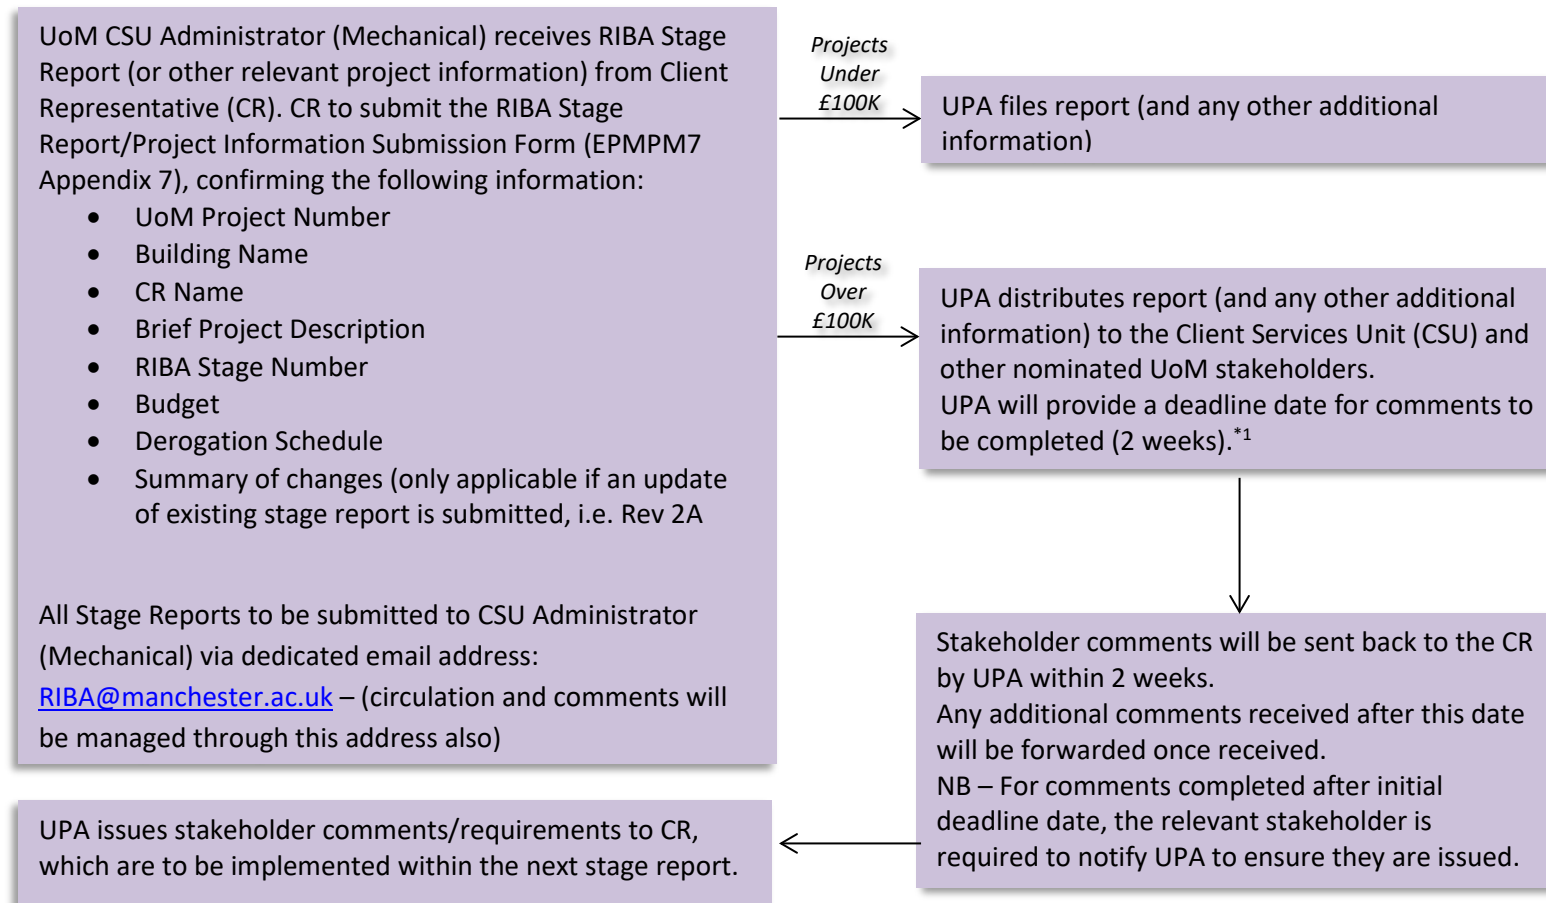 UoM CSU Administrator (Mechanical) receives RIBA Stage
Report (or other relevant project information) from Client
Representative (CR). CR to submit the RIBA Stage
Report/Project Information Submission Form (EPMPM7
Appendix 7), confirming the following information:
• UoM Project Number
• Building Name
• CR Name
• Brief Project Description
• RIBA Stage Number
• Budget
• Derogation Schedule
• Summary of changes (only applicable if an update
of existing stage report is submitted, i.e. Rev 2A
All Stage Reports to be submitted to CSU Administrator
(Mechanical) via dedicated email address:
RIBA@manchester.ac.uk – (circulation and comments will
be managed through this address also)
Projects
Under
£100K
UPA files report (and any other additional
information)
Projects
Over
£100K
UPA distributes report (and any other additional
information) to the Client Services Unit (CSU) and
other nominated UoM stakeholders.
UPA will provide a deadline date for comments to
be completed (2 weeks).*1
Stakeholder comments will be sent back to the CR
by UPA within 2 weeks.
Any additional comments received after this date
will be forwarded once received.
NB – For comments completed after initial
deadline date, the relevant stakeholder is
required to notify UPA to ensure they are issued.
UPA issues stakeholder comments/requirements to CR,
which are to be implemented within the next stage report.